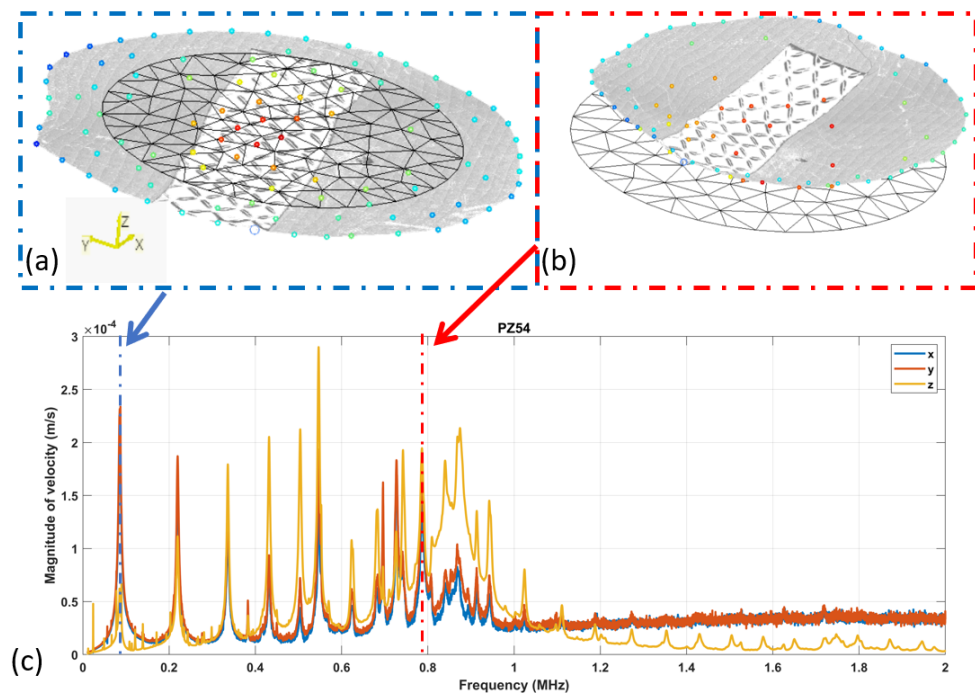 Z
Y X
(a)
(b)
PZ54
×10⁻⁴
3
2.5
2
1.5
1
0.5
0
x
y
z
Magnitude of velocity (m/s)
0 0.2 0.4 0.6 0.8 1 1.2 1.4 1.6 1.8 2
Frequency (MHz)
(c)